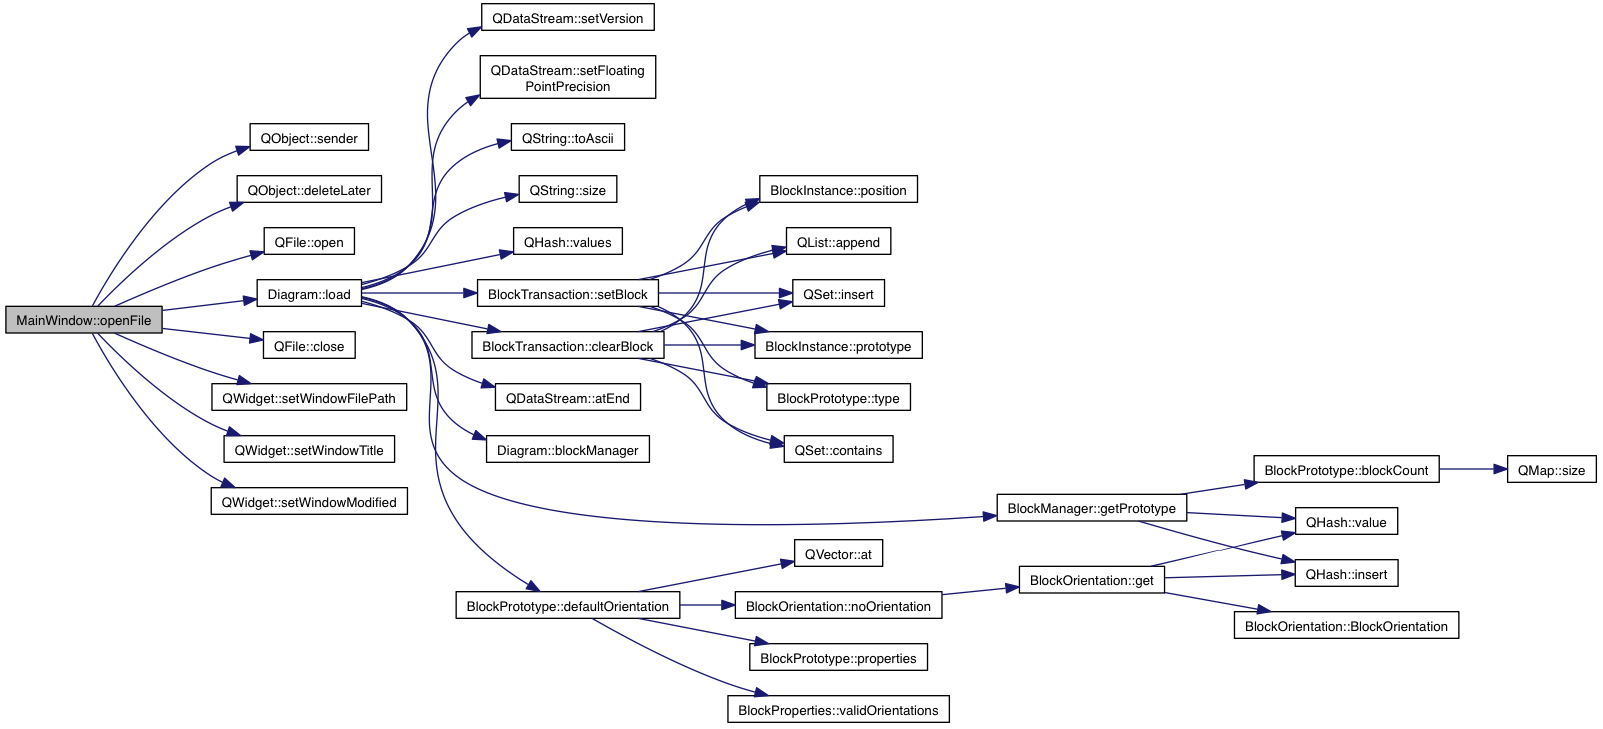 MainWindow::openFile
QObject::sender
QObject::deleteLater
QFile::open
Diagram::load
QFile::close
QWidget::setWindowFilePath
QWidget::setWindowTitle
QWidget::setWindowModified
QDataStream::setVersion
QDataStream::setFloating
PointPrecision
QString::toAscii
QString::size
QHash::values
BlockTransaction::setBlock
BlockTransaction::clearBlock
QDataStream::atEnd
Diagram::blockManager
BlockPrototype::defaultOrientation
BlockInstance::position
QList::append
QSet::insert
BlockInstance::prototype
BlockPrototype::type
QSet::contains
QVector::at
BlockOrientation::noOrientation
BlockPrototype::properties
BlockProperties::validOrientations
BlockManager::getPrototype
BlockOrientation::get
BlockPrototype::blockCount
QHash::value
QHash::insert
BlockOrientation::BlockOrientation
QMap::size